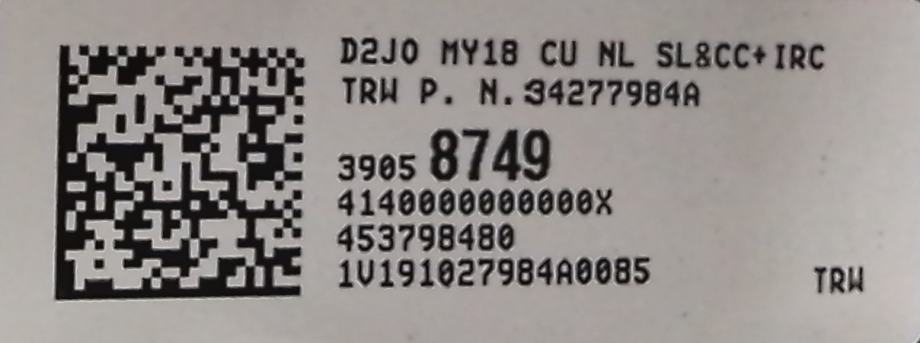 D2JO MY18 CU NL SL&CC+IRC
TRW P. N.34277984A
3905 8749
4140000000000X
453798480
1V191027984A0085
TRW